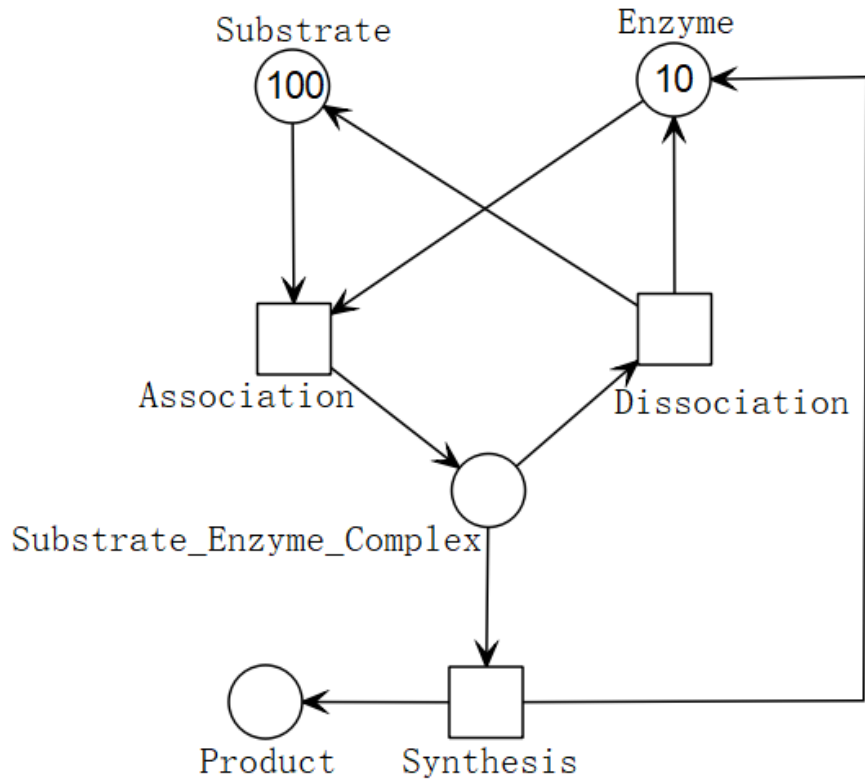 Substrate
Enzyme
100
10
Association
Dissociation
Substrate_Enzyme_Complex
Product
Synthesis